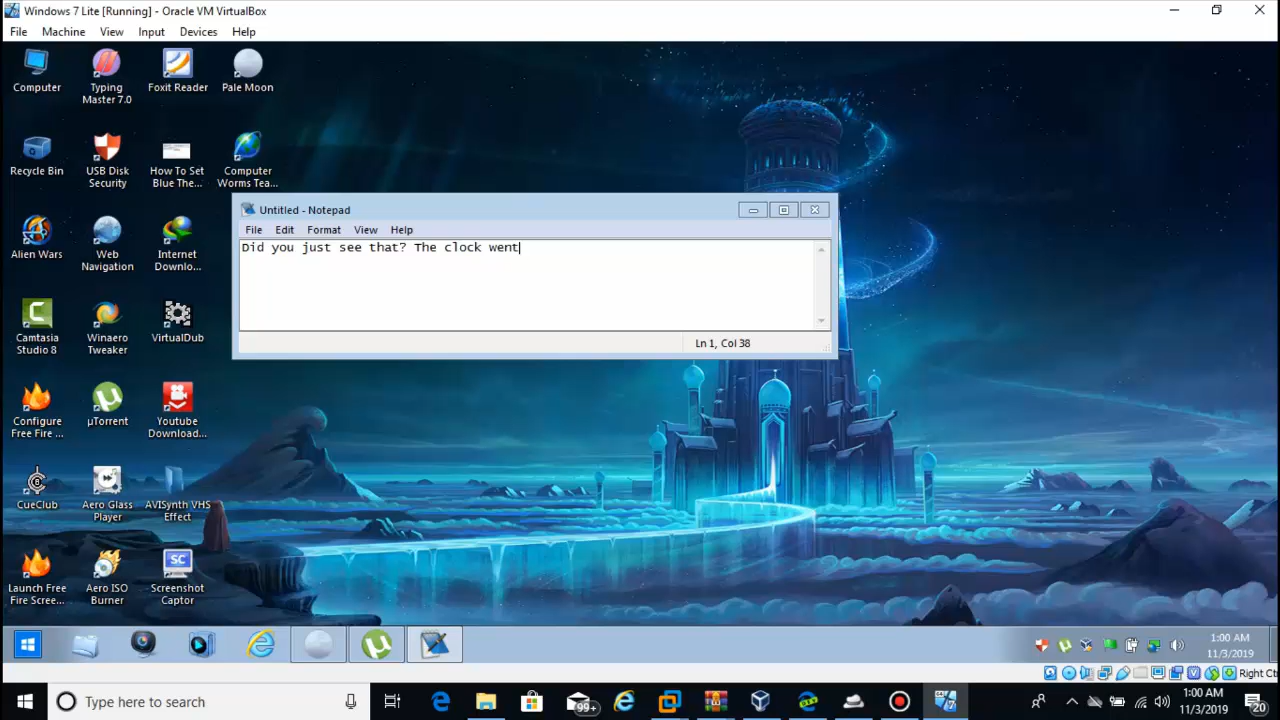 Windows 7 Lite [Running] - Oracle VM VirtualBox
File Machine View Input Devices Help
Computer
Typing
Master 7.0
Foxit Reader
Pale Moon
Recycle Bin
USB Disk
Security
How To Set
Blue The...
Computer
Worms Tea...
Untitled - Notepad
File Edit Format View Help
Did you just see that? The clock went
Ln 1, Col 38
Alien Wars
Web
Navigation
Internet
Downlo...
Camtasia
Studio 8
Winaero
Tweaker
VirtualDub
Configure
Free Fire ...
µTorrent
Youtube
Download...
CueClub
Aero Glass
Player
AVISynth VHS
Effect
Launch Free
Fire Scree...
Aero ISO
Burner
SC
Screenshot
Captor
1:00 AM
11/3/2019
Right Ctrl
Type here to search
99+
1:00 AM
11/3/2019
20